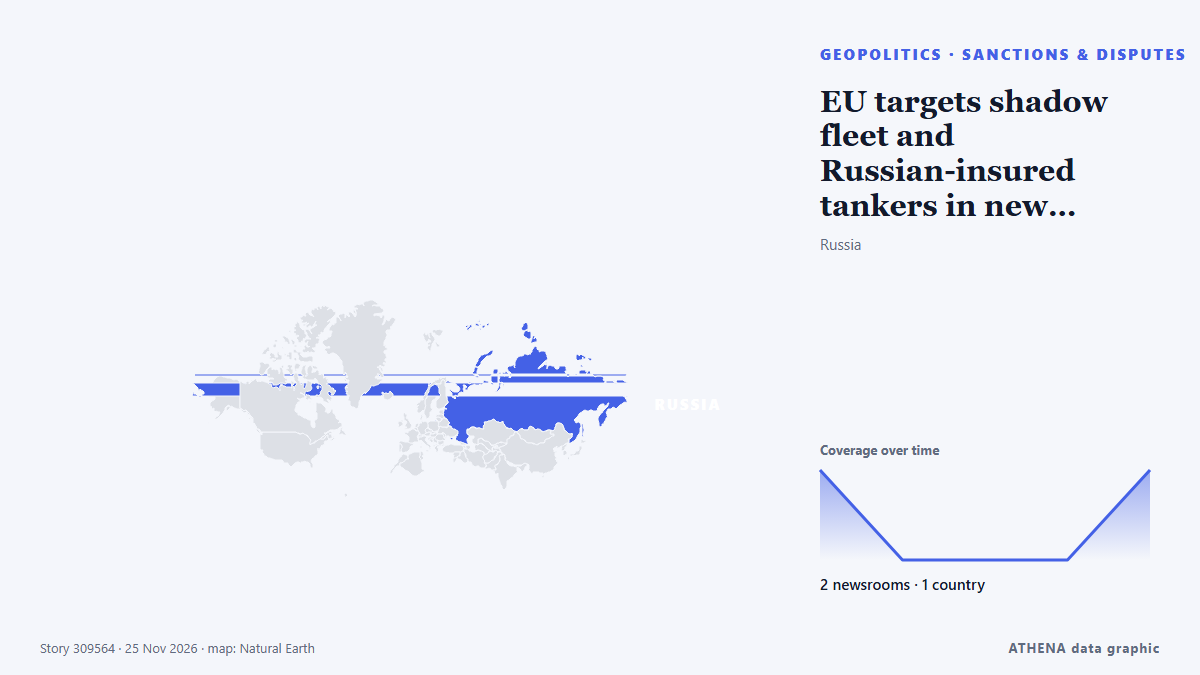 GEOPOLITICS · SANCTIONS & DISPUTES
EU targets shadow
fleet and
Russian-insured
tankers in new...
Russia
RUSSIA
Coverage over time
2 newsrooms · 1 country
Story 309564 · 25 Nov 2026 · map: Natural Earth
ATHENA data graphic